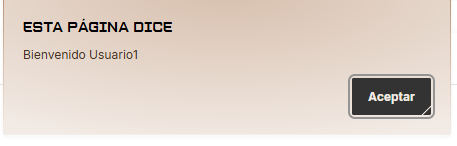 ESTA PÁGINA DICE
Bienvenido Usuario1
Aceptar